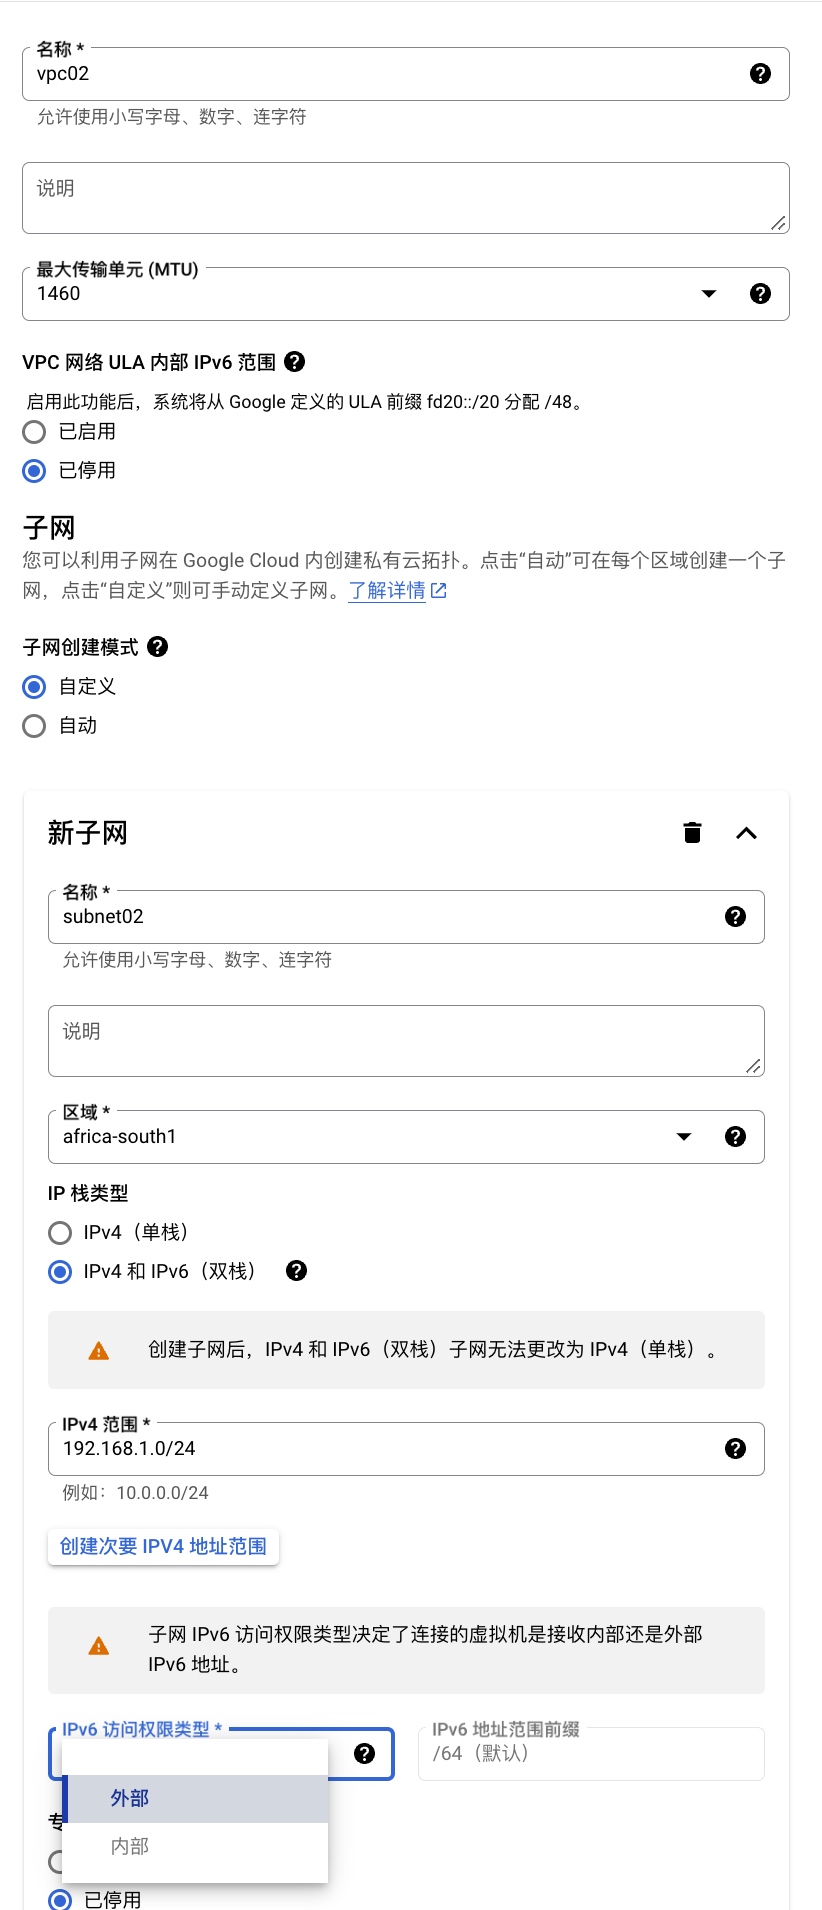 名称 *
vpc02
允许使用小写字母、数字、连字符
说明
最大传输单元 (MTU)
1460
VPC 网络 ULA 内部 IPv6 范围
启用此功能后，系统将从 Google 定义的 ULA 前缀 fd20::/20 分配 /48。
已启用
已停用
子网
您可以利用子网在 Google Cloud 内创建私有云拓扑。点击“自动”可在每个区域创建一个子
网，点击“自定义”则可手动定义子网。了解详情
子网创建模式
自定义
自动
新子网
名称 *
subnet02
允许使用小写字母、数字、连字符
说明
区域 *
africa-south1
IP 栈类型
IPv4（单栈）
IPv4 和 IPv6（双栈）
创建子网后，IPv4 和 IPv6（双栈）子网无法更改为 IPv4（单栈）。
IPv4 范围 *
192.168.1.0/24
例如：10.0.0.0/24
创建次要 IPV4 地址范围
子网 IPv6 访问权限类型决定了连接的虚拟机是接收内部还是外部
IPv6 地址。
IPv6 访问权限类型 *
IPv6 地址范围前缀
/64（默认）
外部
内部
已停用